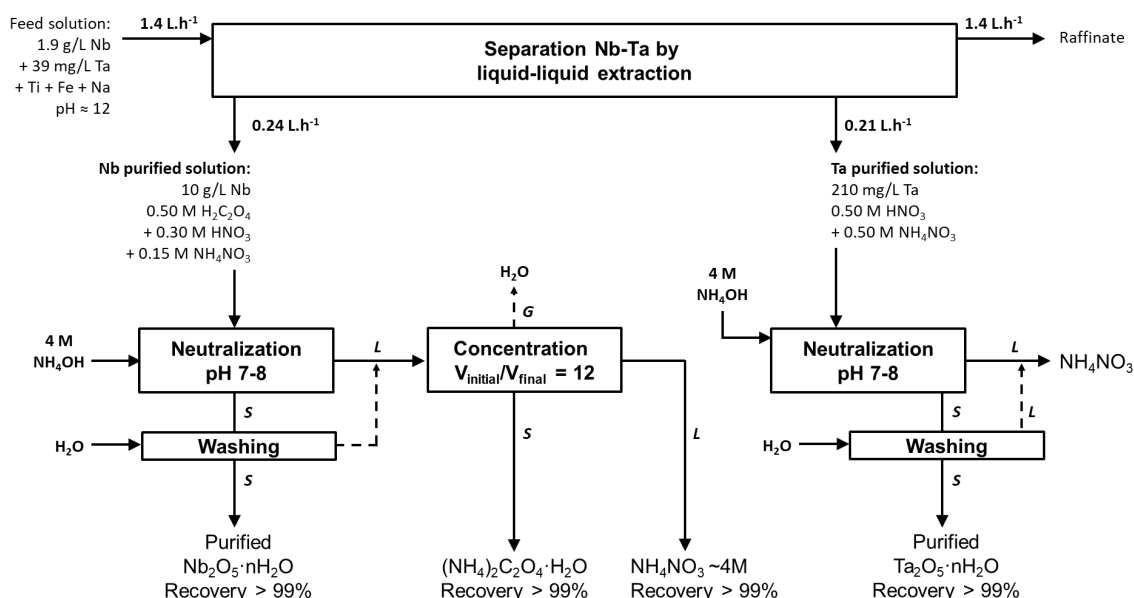 Feed solution:
1.9 g/L Nb
+ 39 mg/L Ta
+ Ti + Fe + Na
pH ≈ 12
1.4 L.h⁻¹
Separation Nb-Ta by
liquid-liquid extraction
1.4 L.h⁻¹
Raffinate
0.24 L.h⁻¹
0.21 L.h⁻¹
Nb purified solution:
10 g/L Nb
0.50 M H₂C₂O₄
+ 0.30 M HNO₃
+ 0.15 M NH₄NO₃
Ta purified solution:
210 mg/L Ta
0.50 M HNO₃
+ 0.50 M NH₄NO₃
4 M
NH₄OH
Neutralization
pH 7-8
L
H₂O
G
Concentration
V_initial/V_final = 12
4 M
NH₄OH
Neutralization
pH 7-8
L
NH₄NO₃
S
H₂O
Washing
S
S
L
S
L
H₂O
Washing
S
Purified
Nb₂O₅·nH₂O
Recovery > 99%
(NH₄)₂C₂O₄·H₂O
Recovery > 99%
NH₄NO₃ ~4M
Recovery > 99%
Purified
Ta₂O₅·nH₂O
Recovery > 99%